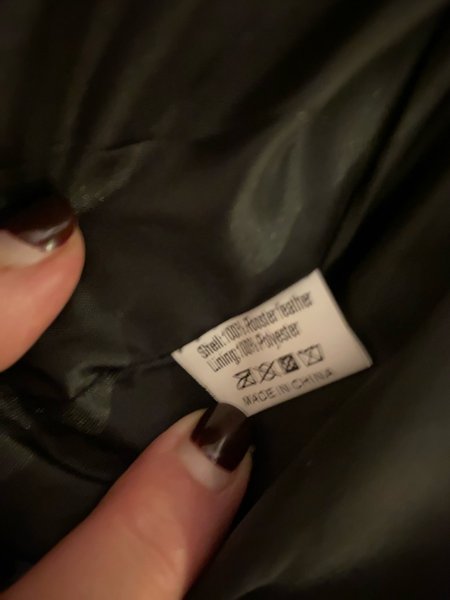 Shell:100% Rooster feather
Lining:100% Polyester
MADE IN CHINA